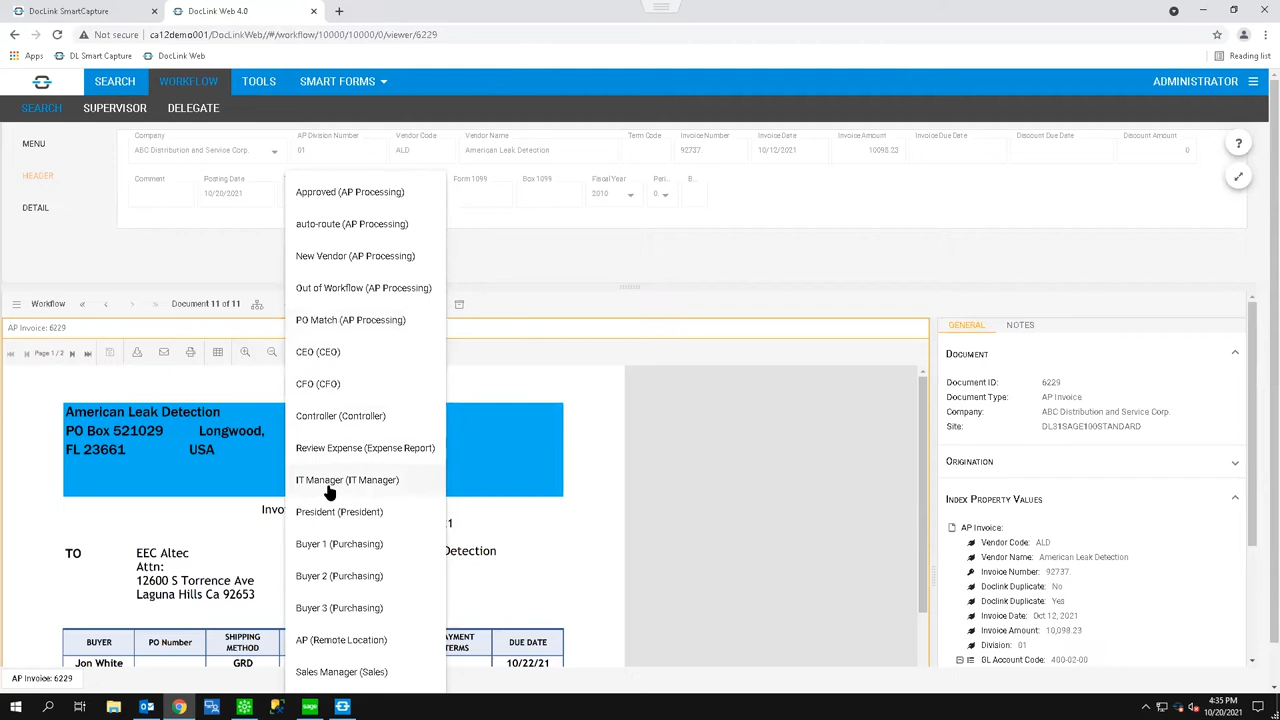 DocLink SmartCapture
DocLink Web 4.0
Not secure
ca12demo001/DocLinkWeb//#/workflow/10000/10000/0/viewer/6229
Apps
DL Smart Capture
DocLink Web
Reading list
SEARCH
WORKFLOW
TOOLS
SMART FORMS
ADMINISTRATOR
SEARCH
SUPERVISOR
DELEGATE
MENU
HEADER
DETAIL
Company
AP Division Number
Vendor Code
Vendor Name
Term Code
Invoice Number
Invoice Date
Invoice Amount
Invoice Due Date
Discount Due Date
Discount Amount
ABC Distribution and Service Corp.
01
ALD
American Leak Detection
92737.
10/12/2021
10098.23
0
Comment
Posting Date
Form 1099
Box 1099
Fiscal Year
Peri...
B...
10/20/2021
2010
0.
?
Approved (AP Processing)
auto-route (AP Processing)
New Vendor (AP Processing)
Out of Workflow (AP Processing)
PO Match (AP Processing)
CEO (CEO)
CFO (CFO)
Controller (Controller)
Review Expense (Expense Report)
IT Manager (IT Manager)
President (President)
Buyer 1 (Purchasing)
Buyer 2 (Purchasing)
Buyer 3 (Purchasing)
AP (Remote Location)
Sales Manager (Sales)
Workflow
Document 11 of 11
AP Invoice: 6229
Page 1 / 2
American Leak Detection
PO Box 521029 Longwood,
FL 23661 USA
Invo
21
TO
EEC Altec
Attn:
12600 S Torrence Ave
Laguna Hills Ca 92653
Detection
BUYER
PO Number
SHIPPING METHOD
YMENT TERMS
DUE DATE
Jon White
GRD
10/22/21
GENERAL
NOTES
DOCUMENT
Document ID: 6229
Document Type: AP Invoice
Company: ABC Distribution and Service Corp.
Site: DL31SAGE100STANDARD
ORIGINATION
INDEX PROPERTY VALUES
AP Invoice:
Vendor Code: ALD
Vendor Name: American Leak Detection
Invoice Number: 92737.
Doclink Duplicate: No
Doclink Duplicate: Yes
Invoice Date: Oct 12, 2021
Invoice Amount: 10,098.23
Division: 01
GL Account Code: 400-02-00
AP Invoice: 6229
sage
4:35 PM
10/20/2021